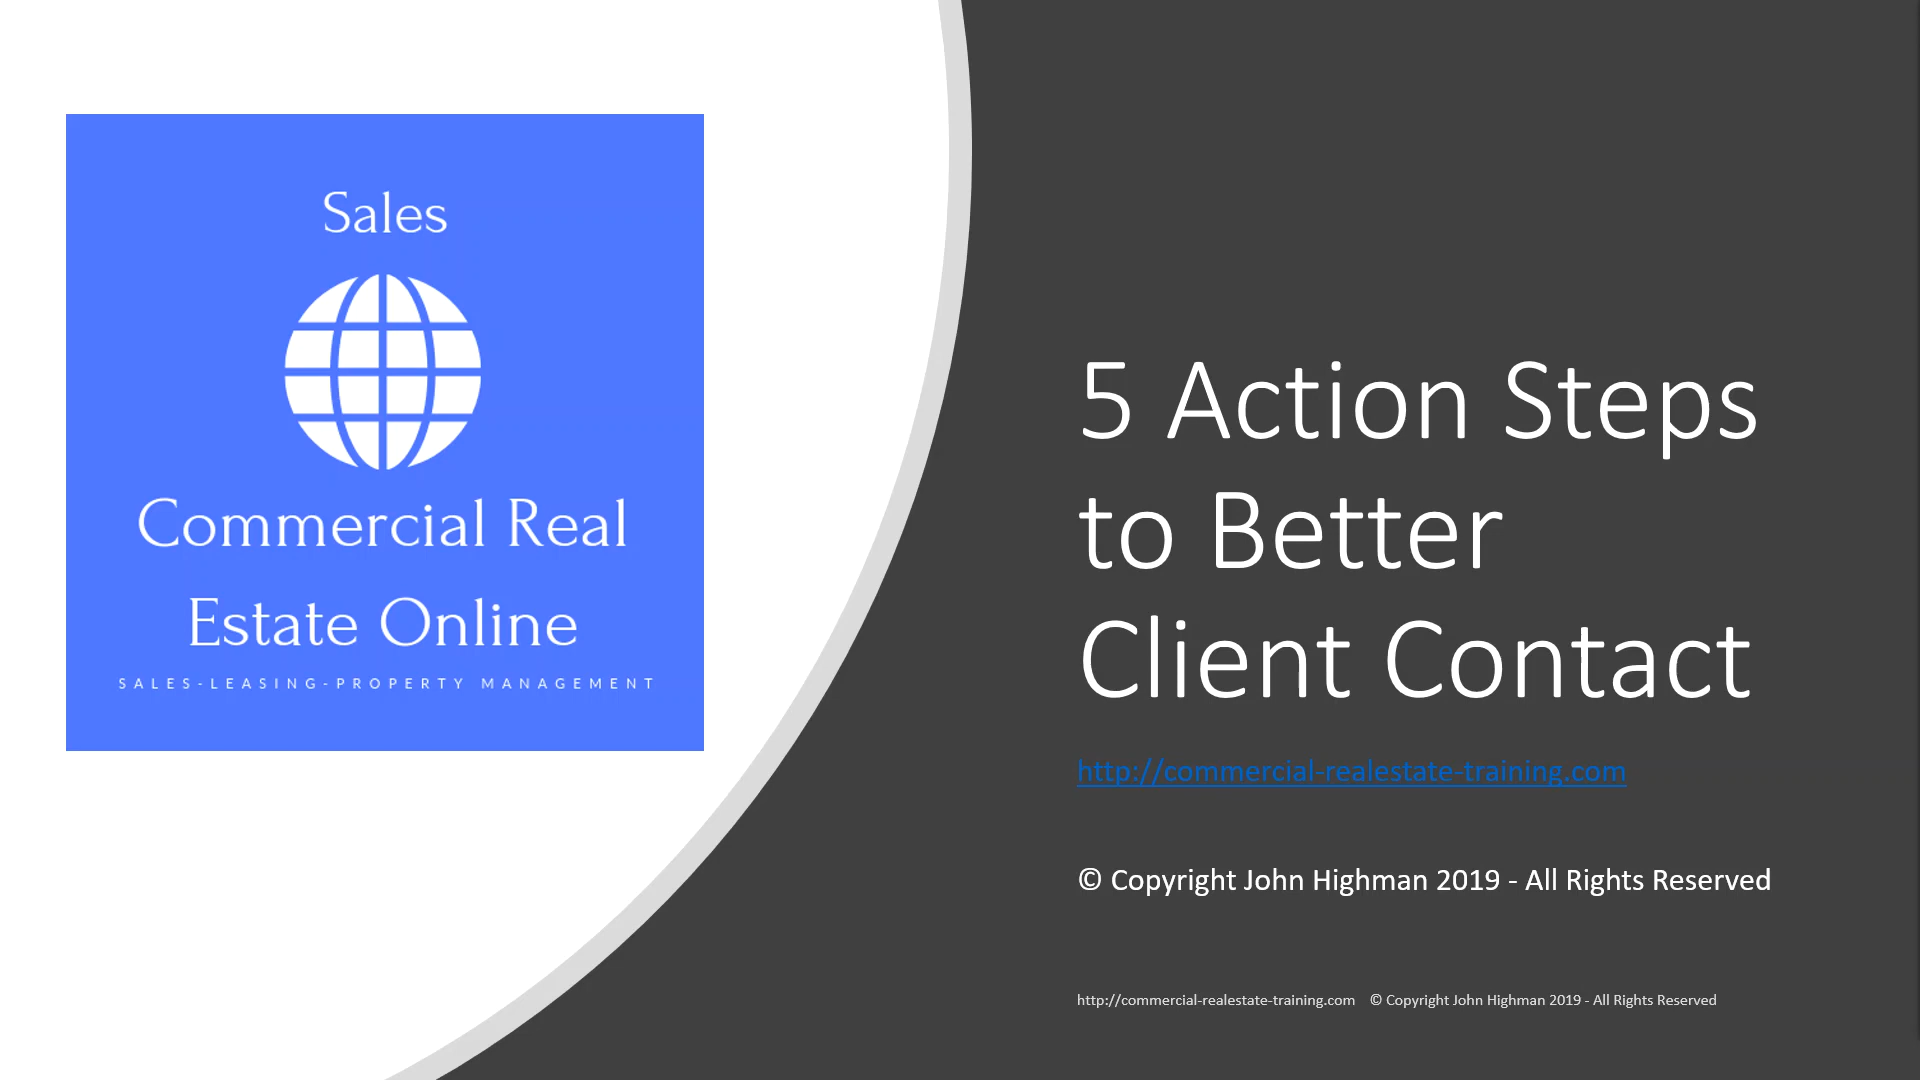 Sales
Commercial Real
Estate Online
SALES-LEASING-PROPERTY MANAGEMENT
5 Action Steps
to Better
Client Contact
http://commercial-realestate-training.com
© Copyright John Highman 2019 - All Rights Reserved
http://commercial-realestate-training.com © Copyright John Highman 2019 - All Rights Reserved